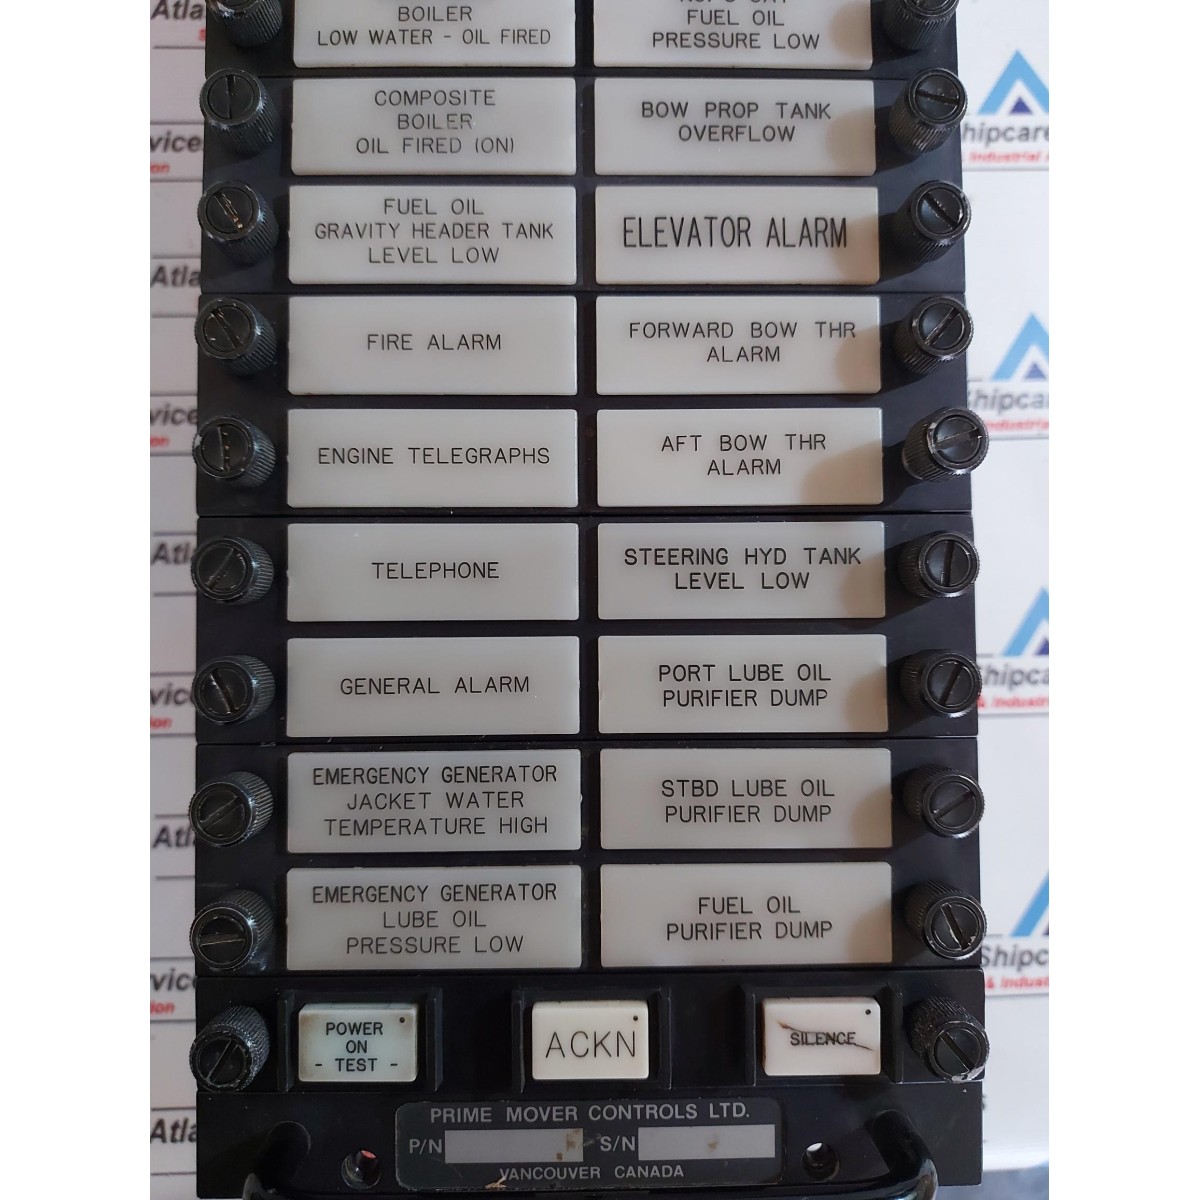 BOILER
LOW WATER - OIL FIRED
FUEL OIL
PRESSURE LOW
COMPOSITE
BOILER
OIL FIRED (ON)
BOW PROP TANK
OVERFLOW
FUEL OIL
GRAVITY HEADER TANK
LEVEL LOW
ELEVATOR ALARM
FIRE ALARM
FORWARD BOW THR
ALARM
ENGINE TELEGRAPHS
AFT BOW THR
ALARM
TELEPHONE
STEERING HYD TANK
LEVEL LOW
GENERAL ALARM
PORT LUBE OIL
PURIFIER DUMP
EMERGENCY GENERATOR
JACKET WATER
TEMPERATURE HIGH
STBD LUBE OIL
PURIFIER DUMP
EMERGENCY GENERATOR
LUBE OIL
PRESSURE LOW
FUEL OIL
PURIFIER DUMP
POWER
ON
- TEST -
ACKN
SILENCE
PRIME MOVER CONTROLS LTD.
P/N S/N
VANCOUVER CANADA
Shipcare
& Industrial